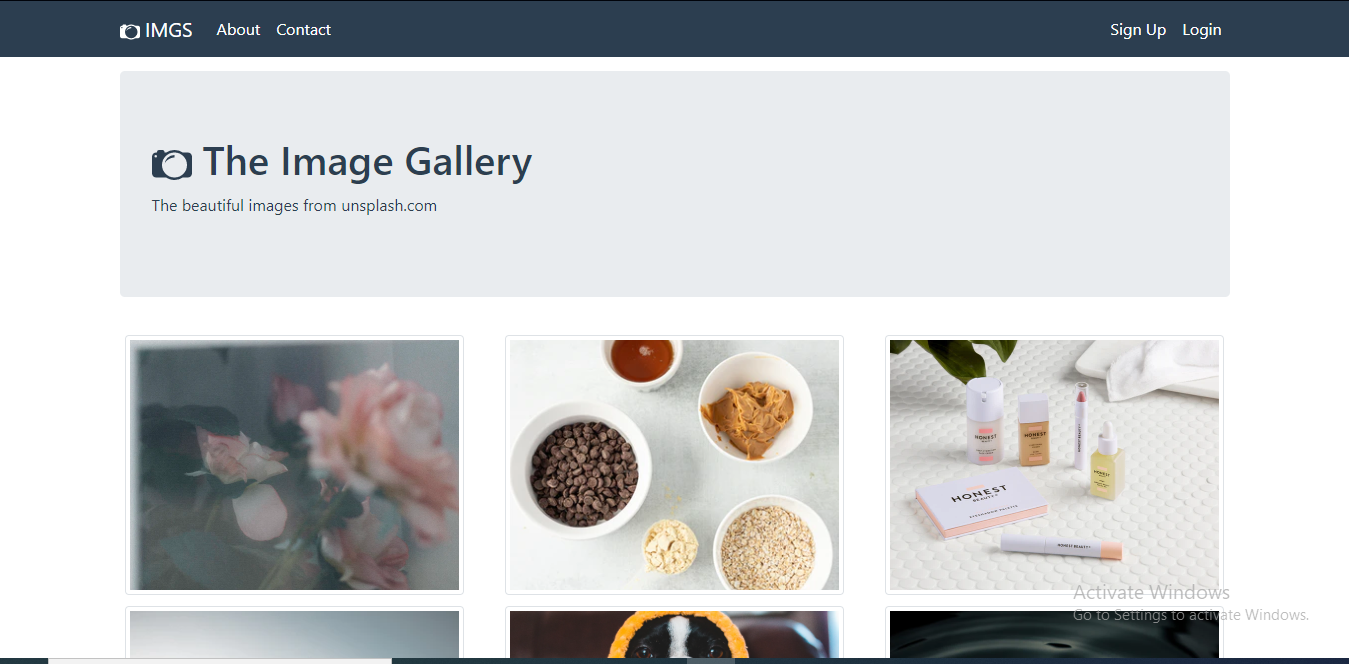 IMGS About Contact Sign Up Login
The Image Gallery
The beautiful images from unsplash.com
HONEST
HONEST
HONEST
BEAUTY
HONEST BEAUTY
Activate Windows
Go to Settings to activate Windows.